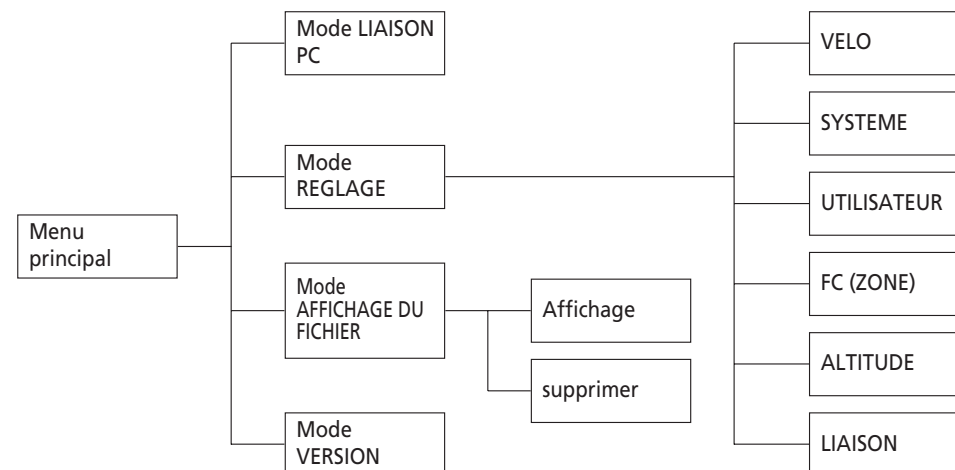 Menu
principal
Mode LIAISON
PC
Mode
REGLAGE
Mode
AFFICHAGE DU
FICHIER
Mode
VERSION
Affichage
supprimer
VELO
SYSTEME
UTILISATEUR
FC (ZONE)
ALTITUDE
LIAISON